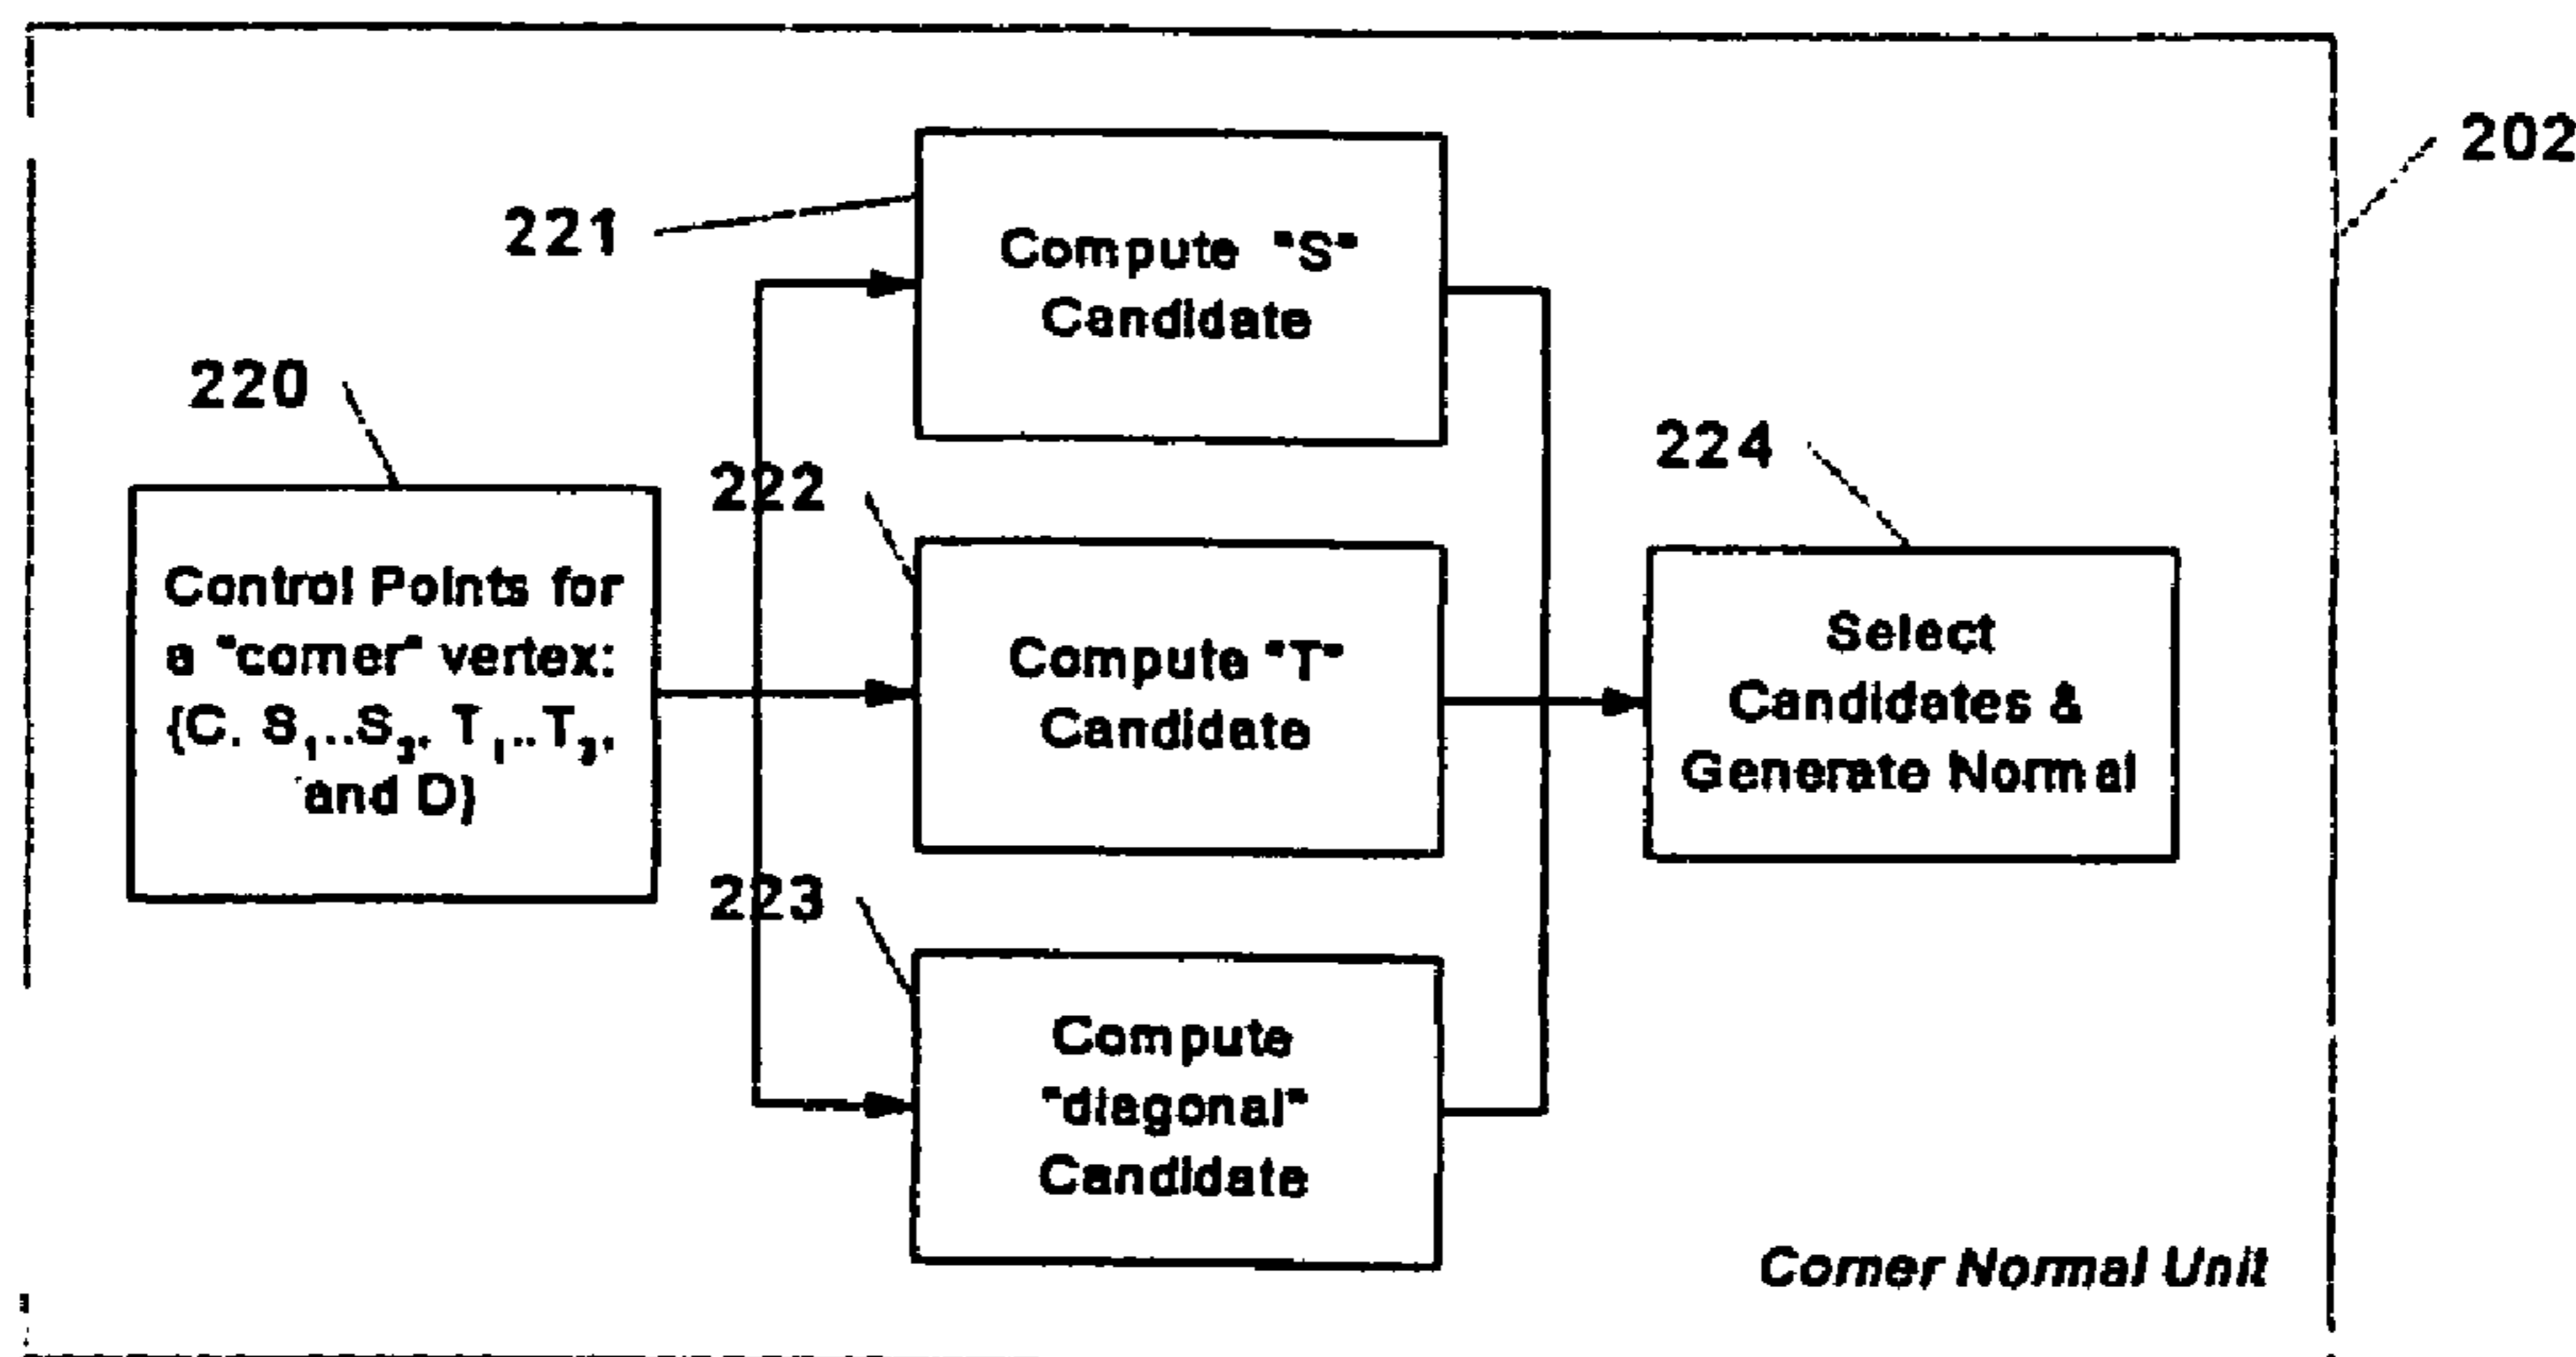 202
221
Compute "S"
Candidate
220
222
224
Control Points for
a "corner" vertex:
{C, S₁..S₃, T₁..T₃,
and D}
Compute "T"
Candidate
Select
Candidates &
Generate Normal
223
Compute
"diagonal"
Candidate
Corner Normal Unit